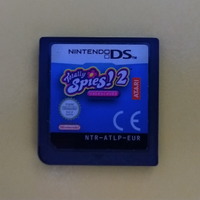 NINTENDO DS
Totally
Spies! 2
ATARI
CE
NTR-ATLP-EUR